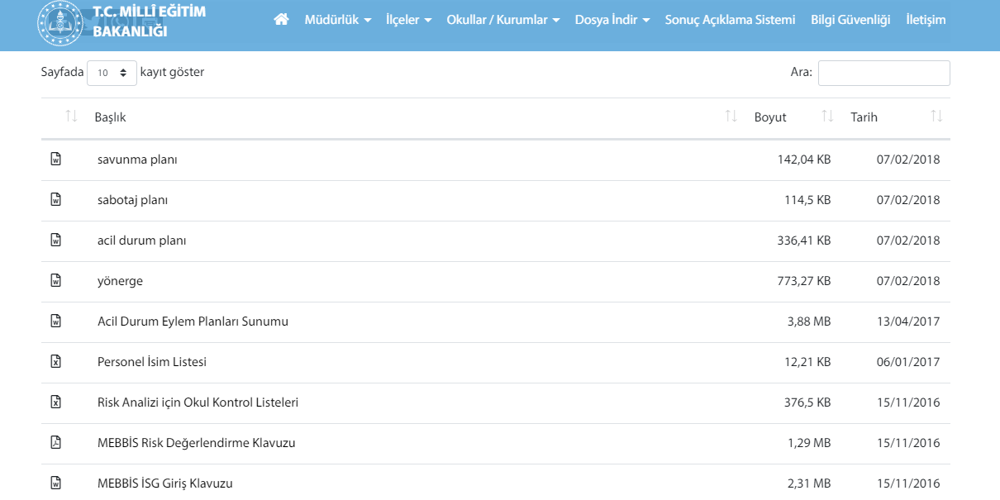 T.C. MİLLÎ EĞİTİM
BAKANLIĞI
Müdürlük İlçeler Okullar / Kurumlar Dosya İndir Sonuç Açıklama Sistemi Bilgi Güvenliği İletişim
Sayfada 10 kayıt göster Ara:
Başlık Boyut Tarih
savunma planı 142,04 KB 07/02/2018
sabotaj planı 114,5 KB 07/02/2018
acil durum planı 336,41 KB 07/02/2018
yönerge 773,27 KB 07/02/2018
Acil Durum Eylem Planları Sunumu 3,88 MB 13/04/2017
Personel İsim Listesi 12,21 KB 06/01/2017
Risk Analizi için Okul Kontrol Listeleri 376,5 KB 15/11/2016
MEBBİS Risk Değerlendirme Klavuzu 1,29 MB 15/11/2016
MEBBİS İSG Giriş Klavuzu 2,31 MB 15/11/2016